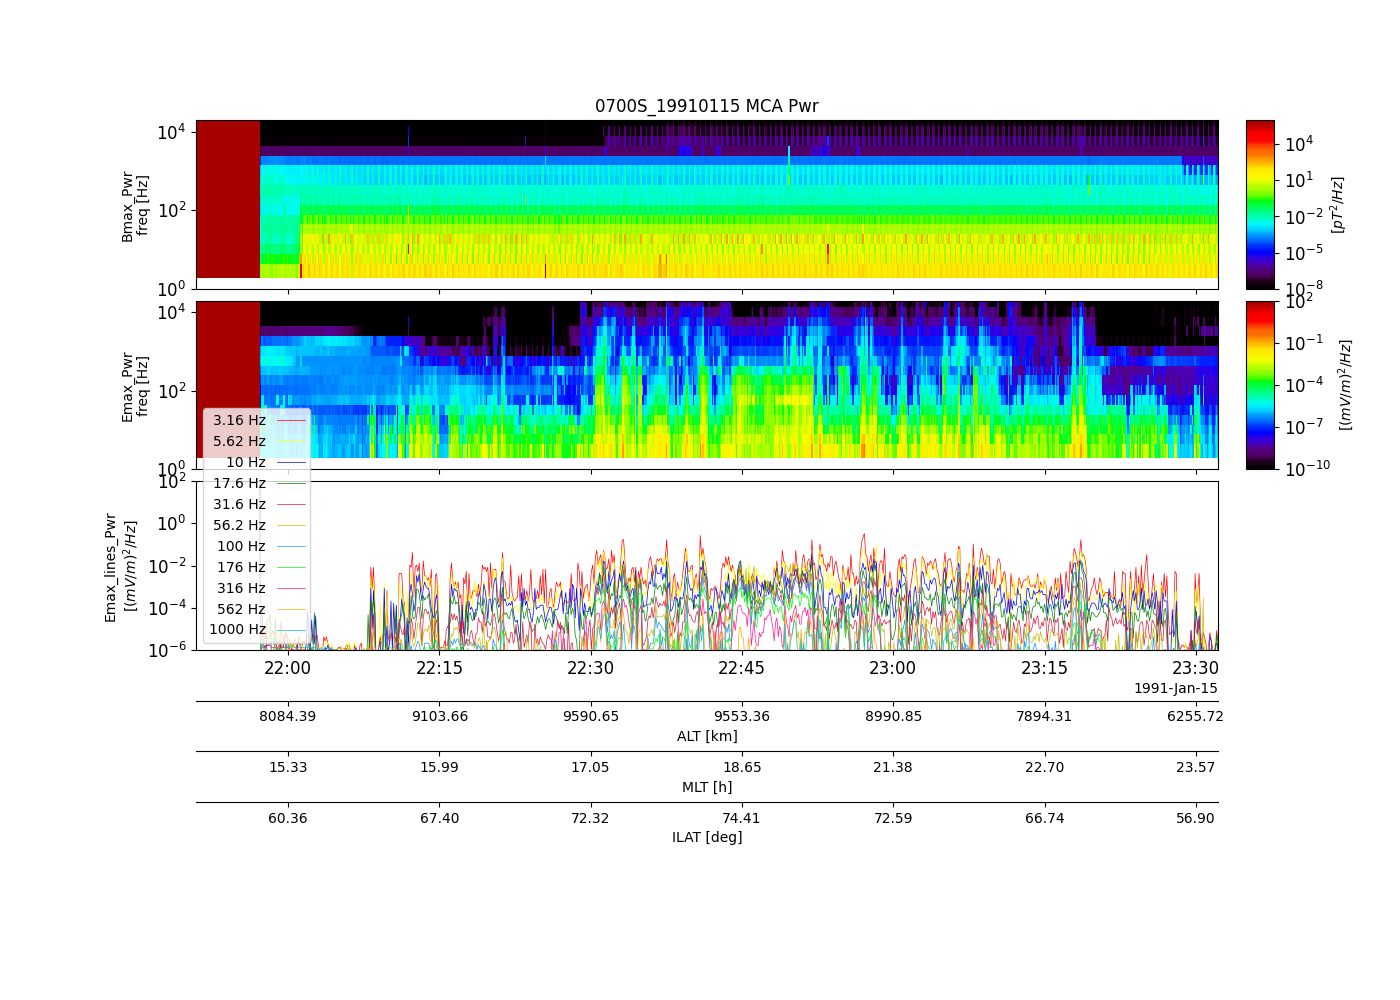 0700S_19910115 MCA Pwr
Bmax_Pwr
freq [Hz]
10^4
10^2
10^0
10^4
10^1
10^-2
10^-5
10^-8
[pT^2/Hz]
Emax_Pwr
freq [Hz]
10^4
10^2
10^0
10^2
10^-1
10^-4
10^-7
10^-10
[(mV/m)^2/Hz]
Emax_lines_Pwr
[(mV/m)^2/Hz]
10^2
10^0
10^-2
10^-4
10^-6
3.16 Hz
5.62 Hz
10 Hz
17.6 Hz
31.6 Hz
56.2 Hz
100 Hz
176 Hz
316 Hz
562 Hz
1000 Hz
22:00 22:15 22:30 22:45 23:00 23:15 23:30
1991-Jan-15
8084.39 9103.66 9590.65 9553.36 8990.85 7894.31 6255.72
ALT [km]
15.33 15.99 17.05 18.65 21.38 22.70 23.57
MLT [h]
60.36 67.40 72.32 74.41 72.59 66.74 56.90
ILAT [deg]